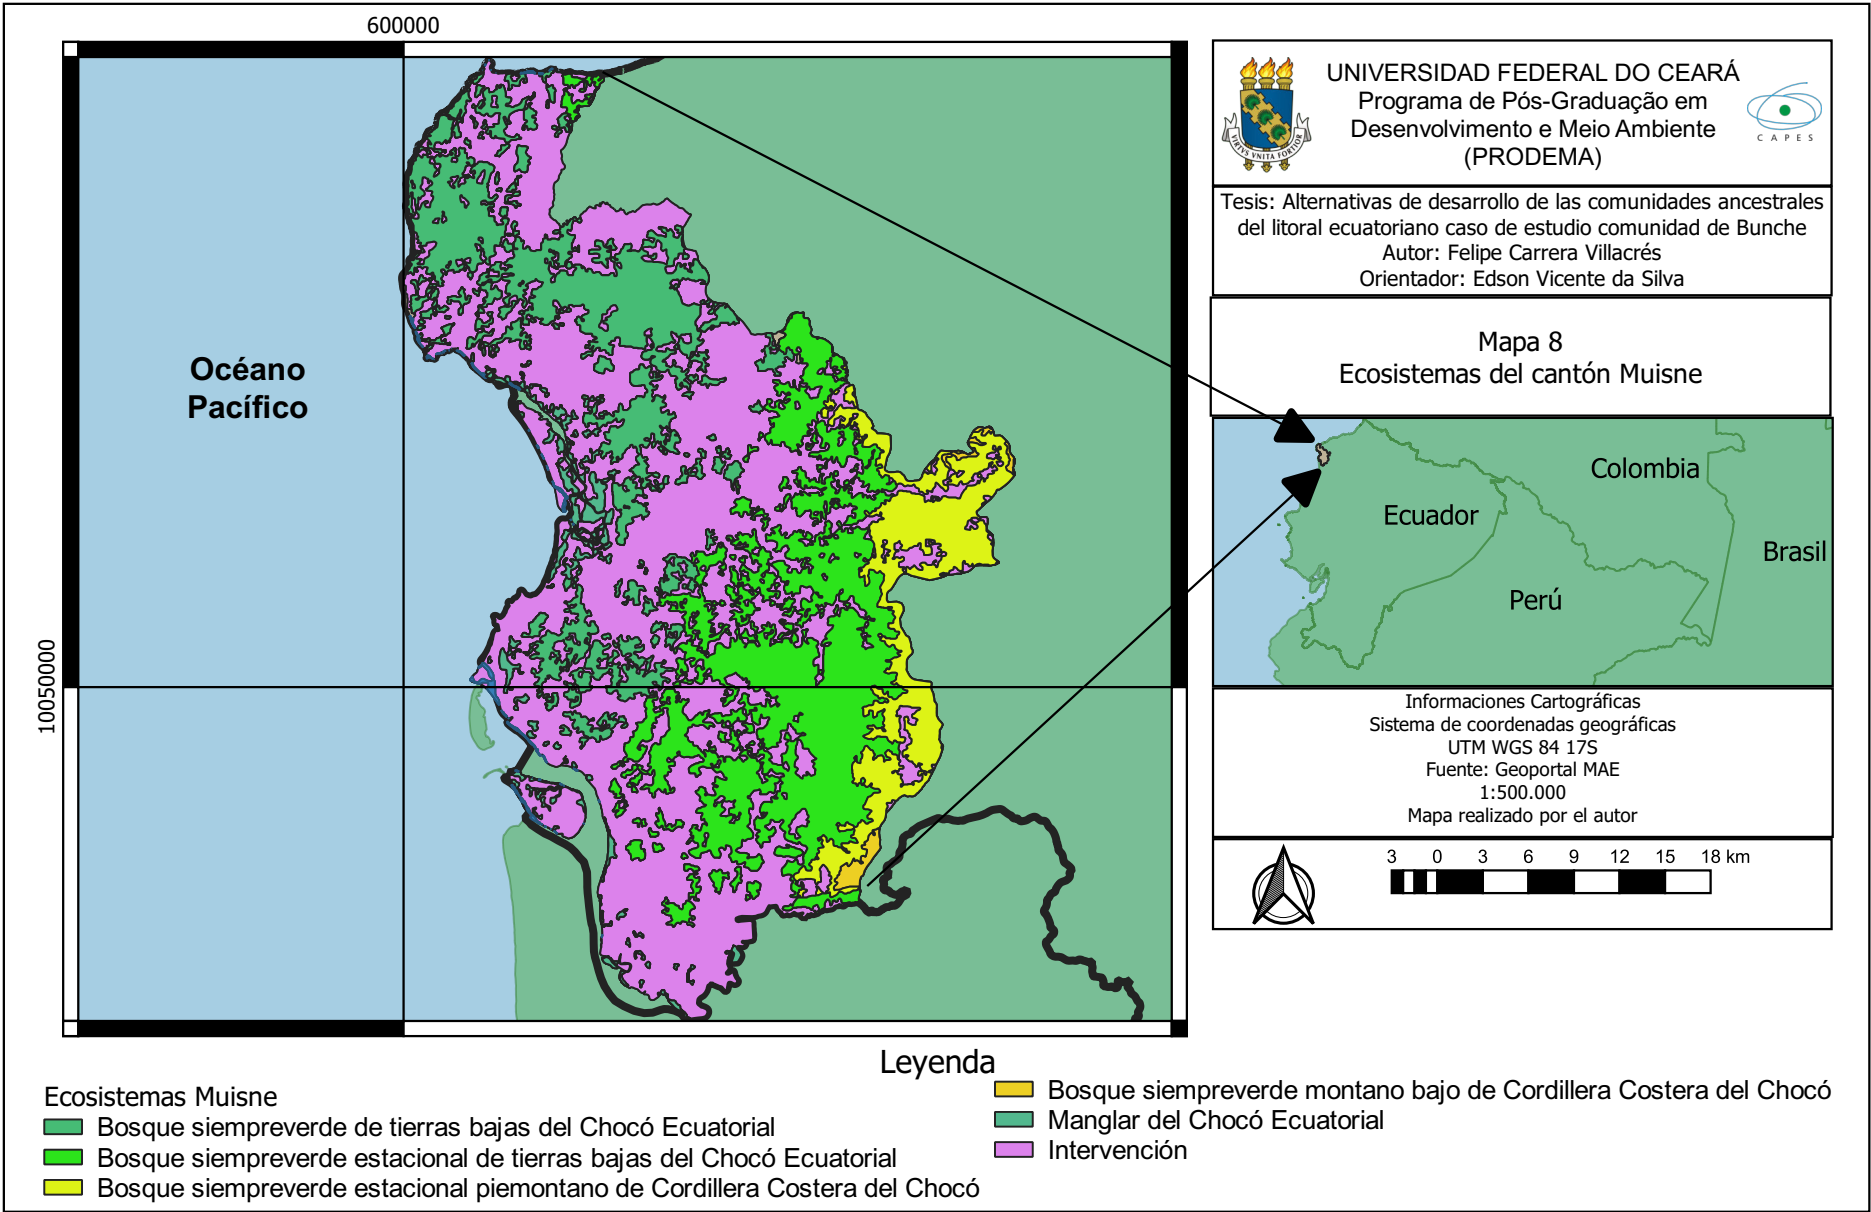 600000
10050000
Océano
Pacífico
UNIVERSIDAD FEDERAL DO CEARÁ
Programa de Pós-Graduação em
Desenvolvimento e Meio Ambiente
(PRODEMA)
VIRTVS VNITA FORTIOR
CAPES
Tesis: Alternativas de desarrollo de las comunidades ancestrales
del litoral ecuatoriano caso de estudio comunidad de Bunche
Autor: Felipe Carrera Villacrés
Orientador: Edson Vicente da Silva
Mapa 8
Ecosistemas del cantón Muisne
Colombia
Ecuador
Brasil
Perú
Informaciones Cartográficas
Sistema de coordenadas geográficas
UTM WGS 84 17S
Fuente: Geoportal MAE
1:500.000
Mapa realizado por el autor
3 0 3 6 9 12 15 18 km
Leyenda
Ecosistemas Muisne
Bosque siempreverde de tierras bajas del Chocó Ecuatorial
Bosque siempreverde estacional de tierras bajas del Chocó Ecuatorial
Bosque siempreverde estacional piemontano de Cordillera Costera del Chocó
Bosque siempreverde montano bajo de Cordillera Costera del Chocó
Manglar del Chocó Ecuatorial
Intervención